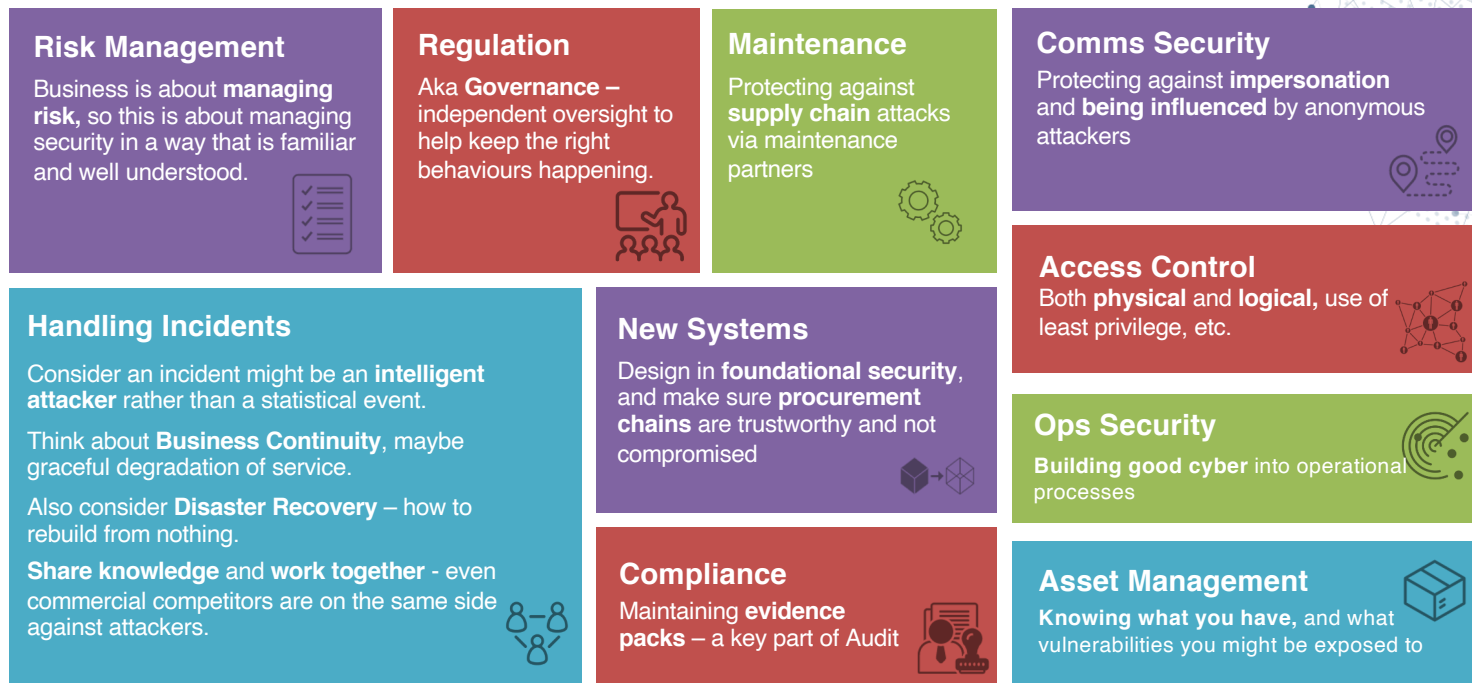 Risk Management
Business is about managing
risk, so this is about managing
security in a way that is familiar
and well understood.
Regulation
Aka Governance –
independent oversight to
help keep the right
behaviours happening.
Maintenance
Protecting against
supply chain attacks
via maintenance
partners
Comms Security
Protecting against impersonation
and being influenced by anonymous
attackers
Access Control
Both physical and logical, use of
least privilege, etc.
Handling Incidents
Consider an incident might be an intelligent
attacker rather than a statistical event.
Think about Business Continuity, maybe
graceful degradation of service.
Also consider Disaster Recovery – how to
rebuild from nothing.
Share knowledge and work together - even
commercial competitors are on the same side
against attackers.
New Systems
Design in foundational security,
and make sure procurement
chains are trustworthy and not
compromised
Ops Security
Building good cyber into operational
processes
Compliance
Maintaining evidence
packs – a key part of Audit
Asset Management
Knowing what you have, and what
vulnerabilities you might be exposed to